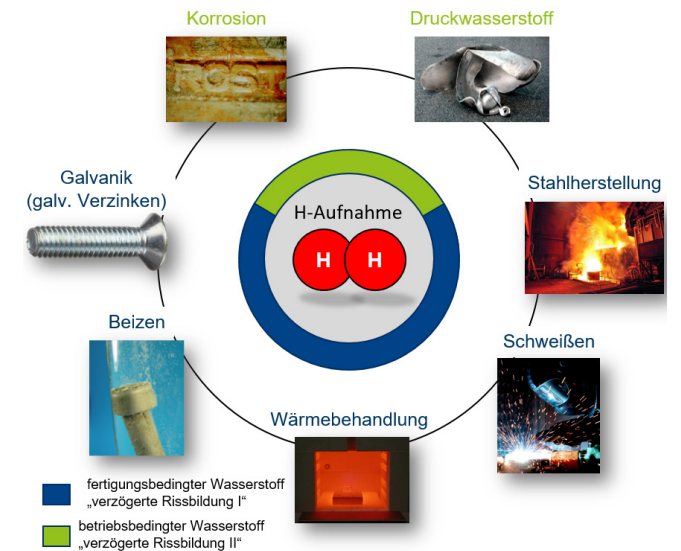 Korrosion
Druckwasserstoff
ROST
Galvanik
(galv. Verzinken)
Stahlherstellung
H-Aufnahme
H H
Beizen
Schweißen
Wärmebehandlung
fertigungsbedingter Wasserstoff
„verzögerte Rissbildung I“
betriebsbedingter Wasserstoff
„verzögerte Rissbildung II“